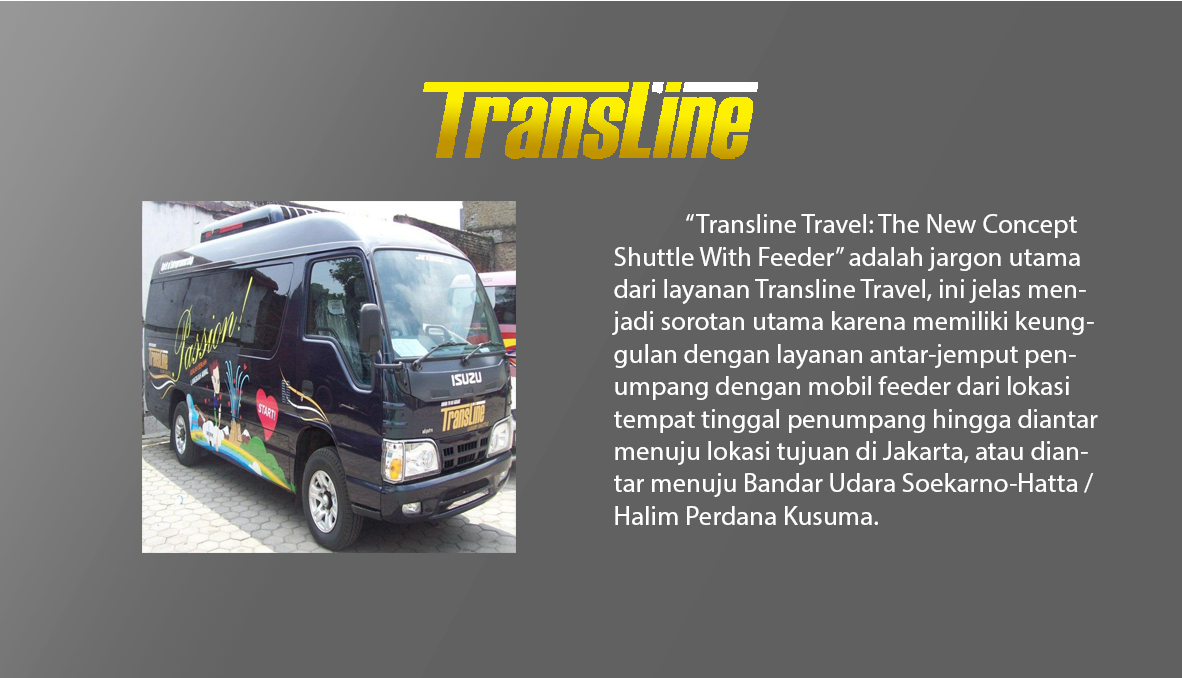 TransLine
Passion!
TRANSLINE
START!
ISUZU
TRANSLINE
“Transline Travel: The New Concept
Shuttle With Feeder” adalah jargon utama
dari layanan Transline Travel, ini jelas men-
jadi sorotan utama karena memiliki keung-
gulan dengan layanan antar-jemput pen-
umpang dengan mobil feeder dari lokasi
tempat tinggal penumpang hingga diantar
menuju lokasi tujuan di Jakarta, atau dian-
tar menuju Bandar Udara Soekarno-Hatta /
Halim Perdana Kusuma.